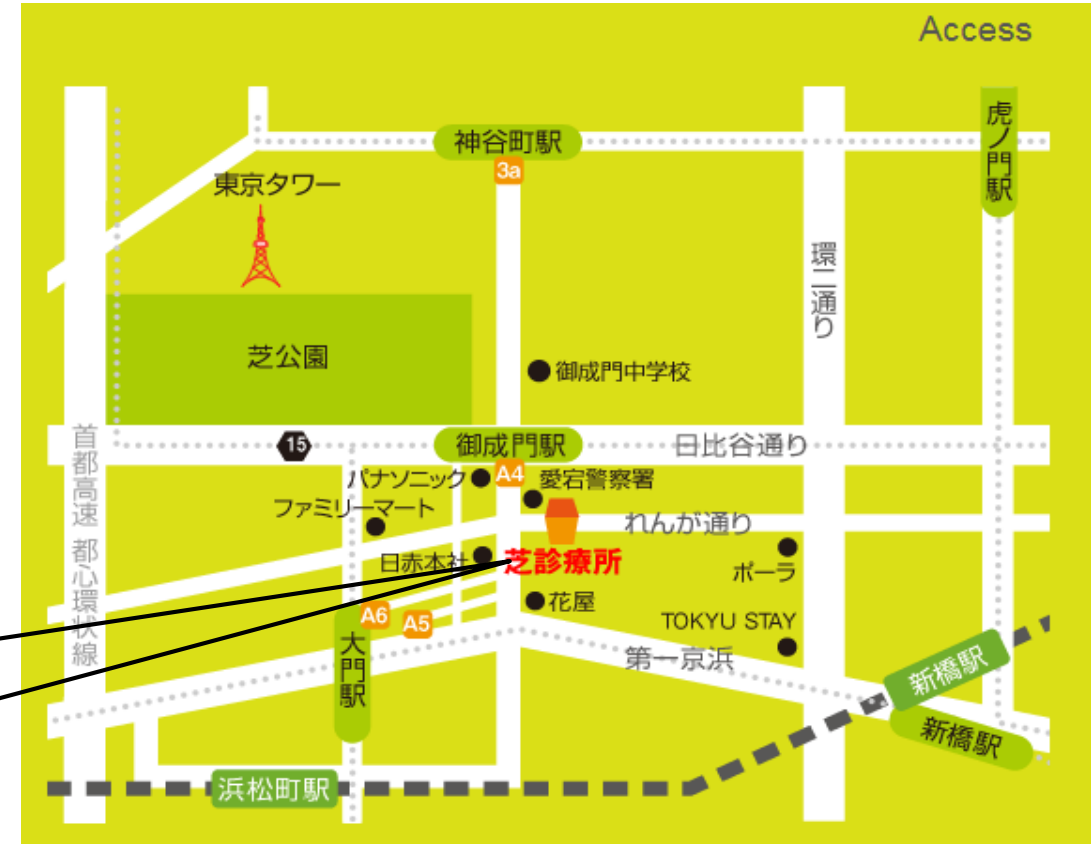 Access
神谷町駅
3a
虎ノ門駅
東京タワー
環二通り
芝公園
御成門中学校
首都高速 都心環状線
15
御成門駅
日比谷通り
パナソニック
A4
愛宕警察署
ファミリーマート
れんが通り
日赤本社
芝診療所
ポーラ
A6
A5
花屋
TOKYU STAY
大門駅
第一京浜
新橋駅
新橋駅
浜松町駅